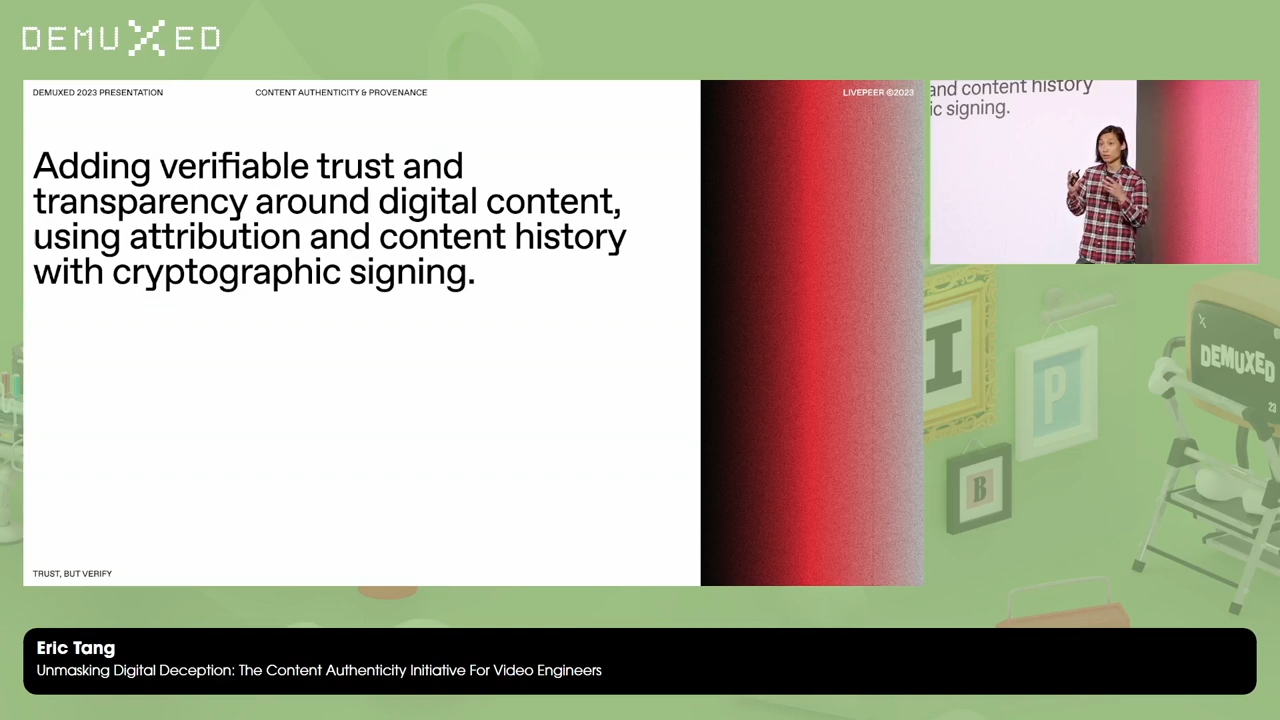 DEMUXED
DEMUXED 2023 PRESENTATION
CONTENT AUTHENTICITY & PROVENANCE
LIVEPEER ©2023
Adding verifiable trust and
transparency around digital content,
using attribution and content history
with cryptographic signing.
TRUST, BUT VERIFY
and content history
ic signing.
I
P
B
DEMUXED
23
Eric Tang
Unmasking Digital Deception: The Content Authenticity Initiative For Video Engineers